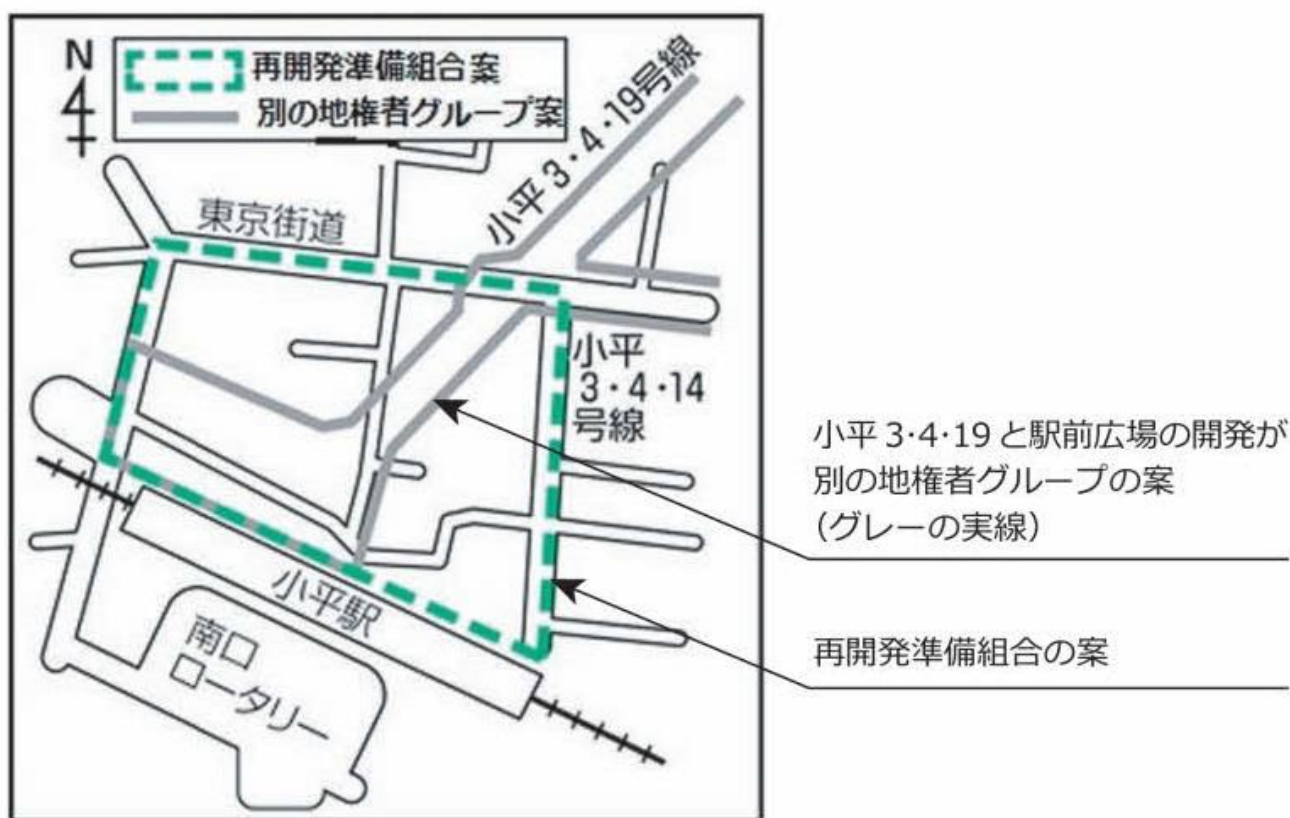 N
再開発準備組合案
別の地権者グループ案
小平3・4・19号線
東京街道
小平
3・4・14
号線
小平駅
南口
ロータリー
小平3・4・19と駅前広場の開発が
別の地権者グループの案
(グレーの実線)
再開発準備組合の案